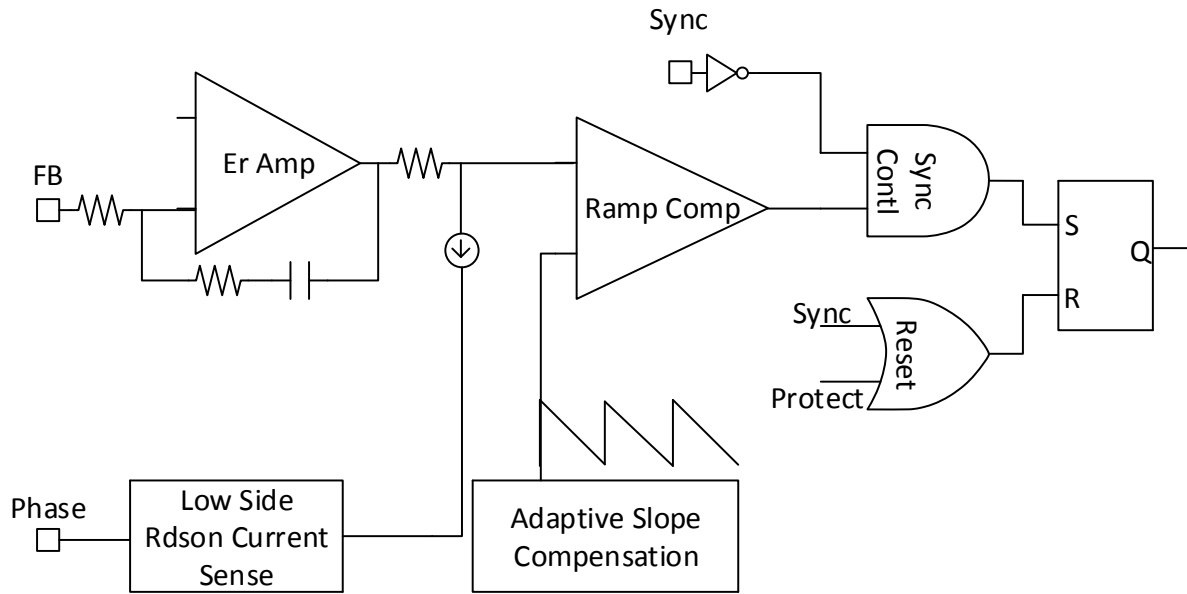 Sync
Er Amp
FB
Ramp Comp
Sync
Contl
S
Q
R
Sync
Reset
Protect
Phase
Low Side
Rdson Current
Sense
Adaptive Slope
Compensation